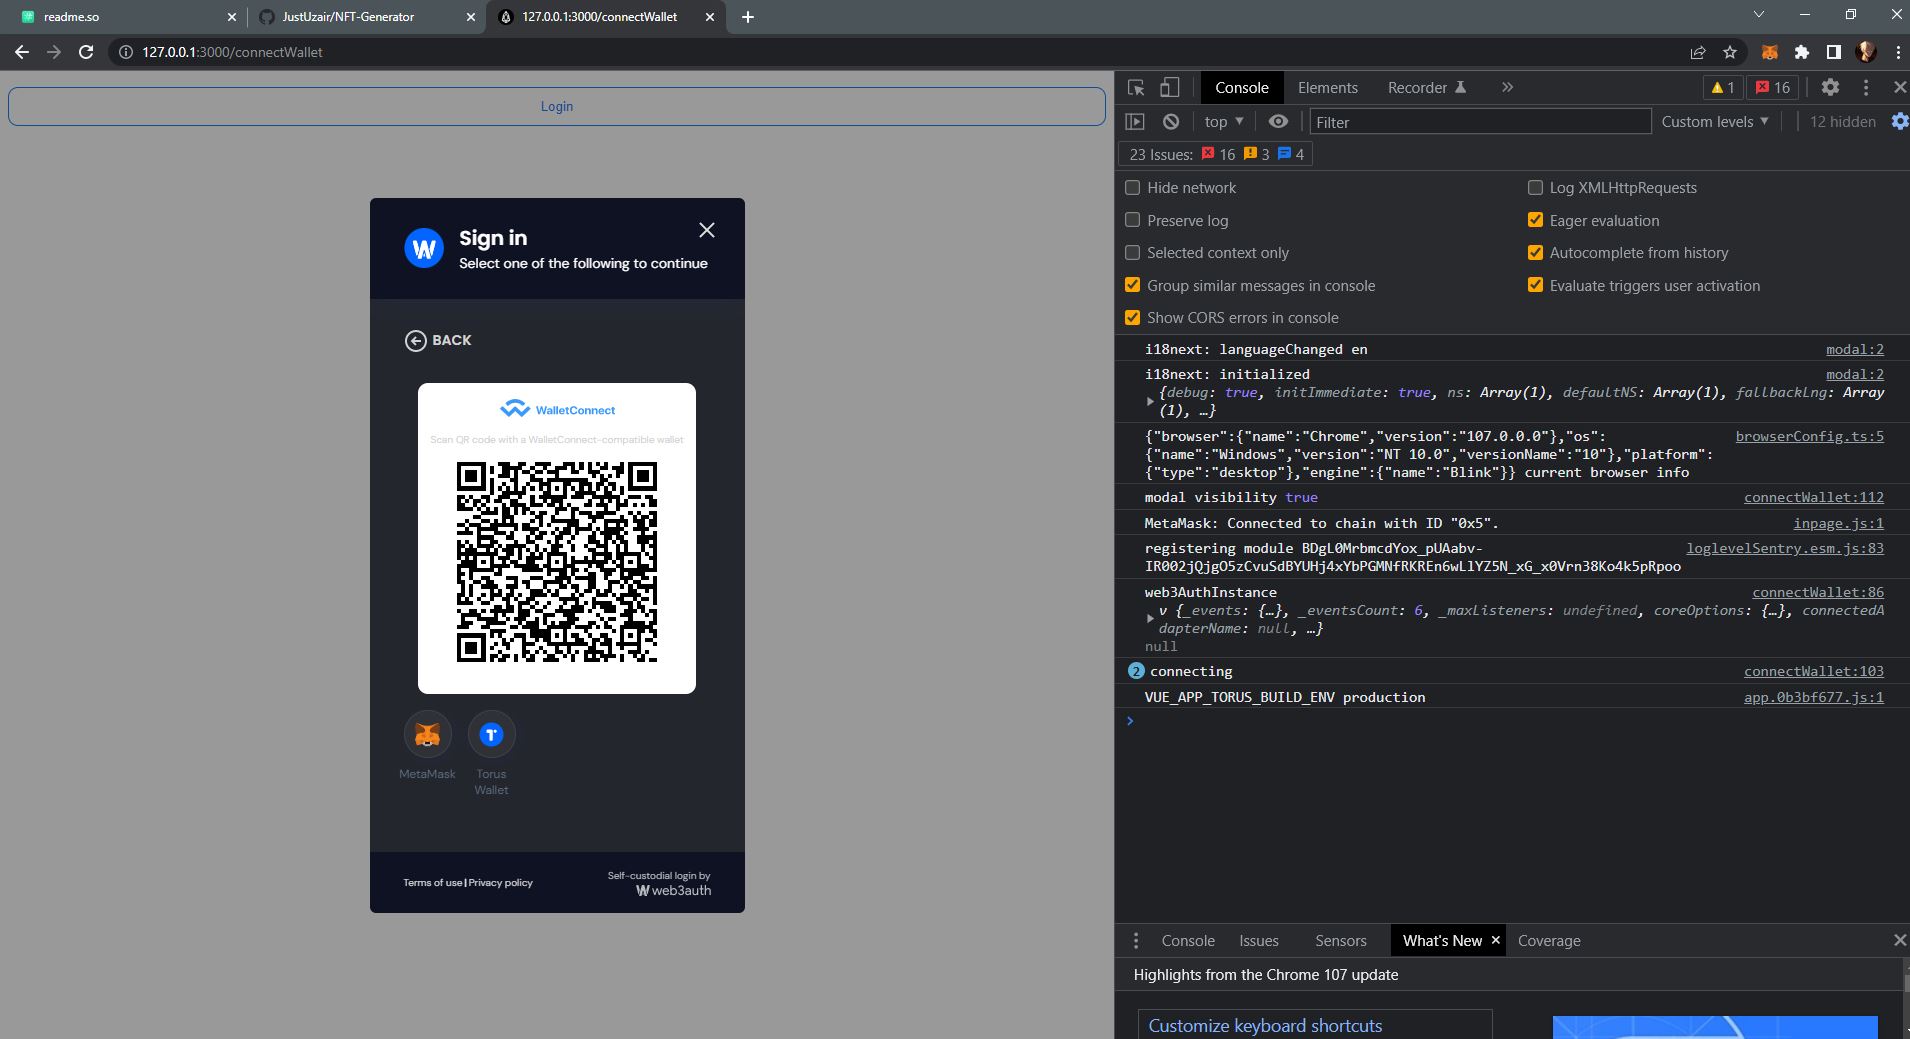 readme.so
JustUzair/NFT-Generator
127.0.0.1:3000/connectWallet
127.0.0.1:3000/connectWallet
Login
Sign in
Select one of the following to continue
BACK
WalletConnect
Scan QR code with a WalletConnect-compatible wallet
MetaMask
Torus
Wallet
Terms of use | Privacy policy
Self-custodial login by
web3auth
Console
Elements
Recorder
1
16
top
Filter
Custom levels
12 hidden
23 Issues: 16 3 4
Hide network
Log XMLHttpRequests
Preserve log
Eager evaluation
Selected context only
Autocomplete from history
Group similar messages in console
Evaluate triggers user activation
Show CORS errors in console
i18next: languageChanged en modal:2
i18next: initialized modal:2
{debug: true, initImmediate: true, ns: Array(1), defaultNS: Array(1), fallbackLng: Array
(1), …}
{"browser":{"name":"Chrome","version":"107.0.0.0"},"os": browserConfig.ts:5
{"name":"Windows","version":"NT 10.0","versionName":"10"},"platform":
{"type":"desktop"},"engine":{"name":"Blink"}} current browser info
modal visibility true connectWallet:112
MetaMask: Connected to chain with ID "0x5". inpage.js:1
registering module BDgL0MrbmcdYox_pUAabv- loglevelSentry.esm.js:83
IR002jQjgO5zCvuSdBYUHj4xYbPGMNfRKREn6wLlYZ5N_xG_x0Vrn38Ko4k5pRpoo
web3AuthInstance connectWallet:86
v {_events: {…}, _eventsCount: 6, _maxListeners: undefined, coreOptions: {…}, connectedA
dapterName: null, …}
null
2 connecting connectWallet:103
VUE_APP_TORUS_BUILD_ENV production app.0b3bf677.js:1
Console
Issues
Sensors
What's New
Coverage
Highlights from the Chrome 107 update
Customize keyboard shortcuts